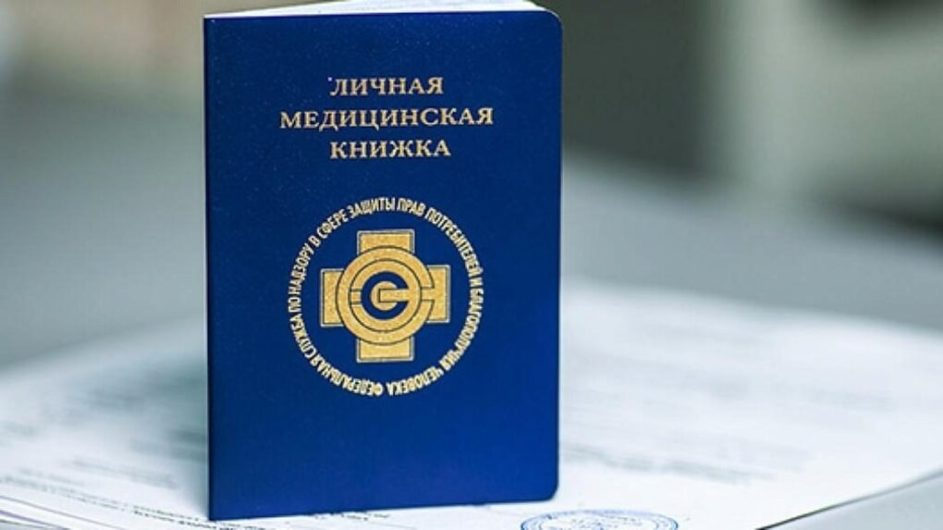 ЛИЧНАЯ
МЕДИЦИНСКАЯ
КНИЖКА
ФЕДЕРАЛЬНАЯ СЛУЖБА ПО НАДЗОРУ В СФЕРЕ ЗАЩИТЫ ПРАВ ПОТРЕБИТЕЛЕЙ И БЛАГОПОЛУЧИЯ ЧЕЛОВЕКА